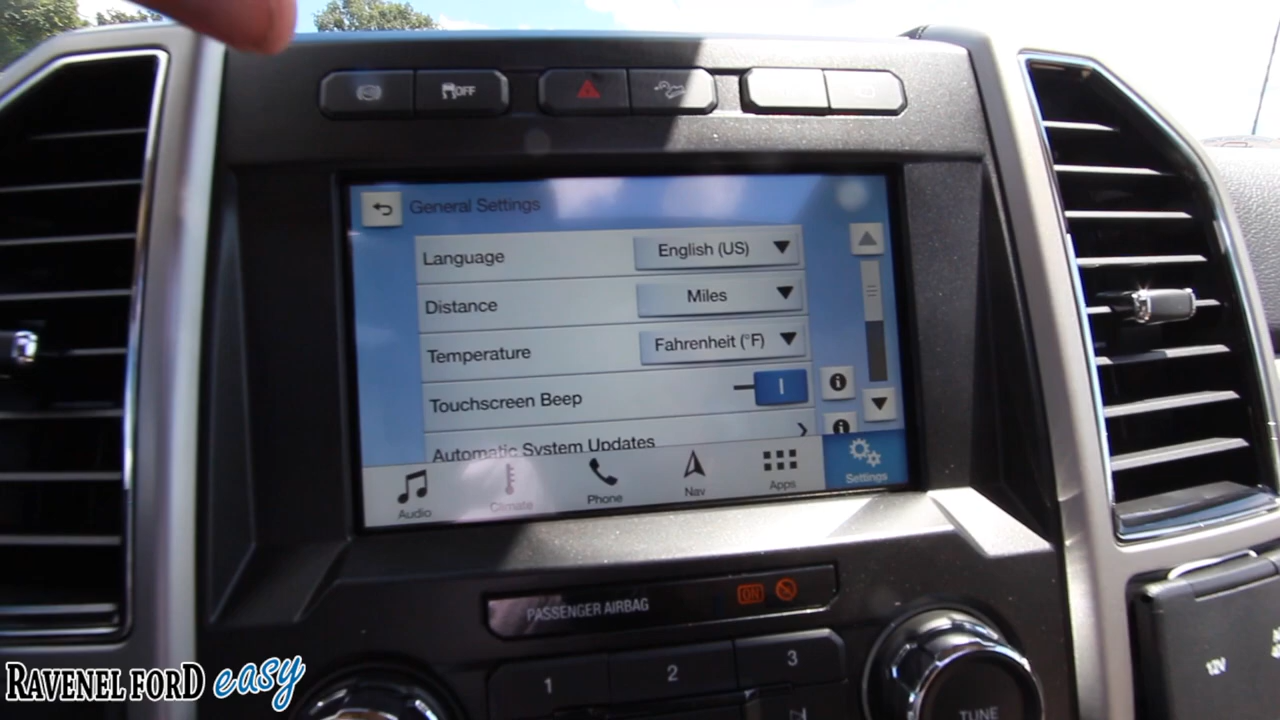 OFF
General Settings
Language
English (US)
Distance
Miles
Temperature
Fahrenheit (°F)
Touchscreen Beep
I
Automatic System Updates
Audio
Climate
Phone
Nav
Apps
Settings
PASSENGER AIRBAG
ON
1
2
3
TUNE
12V
RAVENEL FORD easy